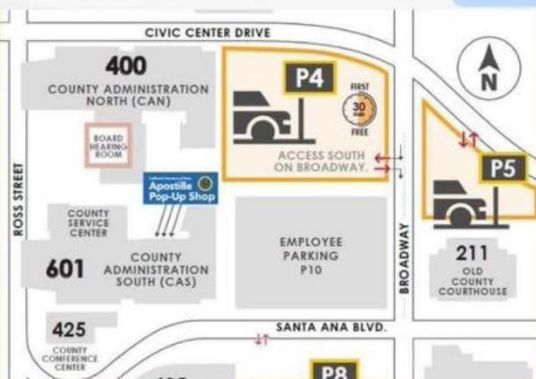 CIVIC CENTER DRIVE
400
COUNTY ADMINISTRATION
NORTH (CAN)
P4
FIRST
30
FREE
N
BOARD
HEARING
ROOM
ACCESS SOUTH
ON BROADWAY.
P5
ROSS STREET
Apostille
Pop-Up Shop
COUNTY
SERVICE
CENTER
601
COUNTY
ADMINISTRATION
SOUTH (CAS)
EMPLOYEE
PARKING
P10
BROADWAY
211
OLD
COUNTY
COURTHOUSE
425
COUNTY
CONFERENCE
CENTER
SANTA ANA BLVD.
P8